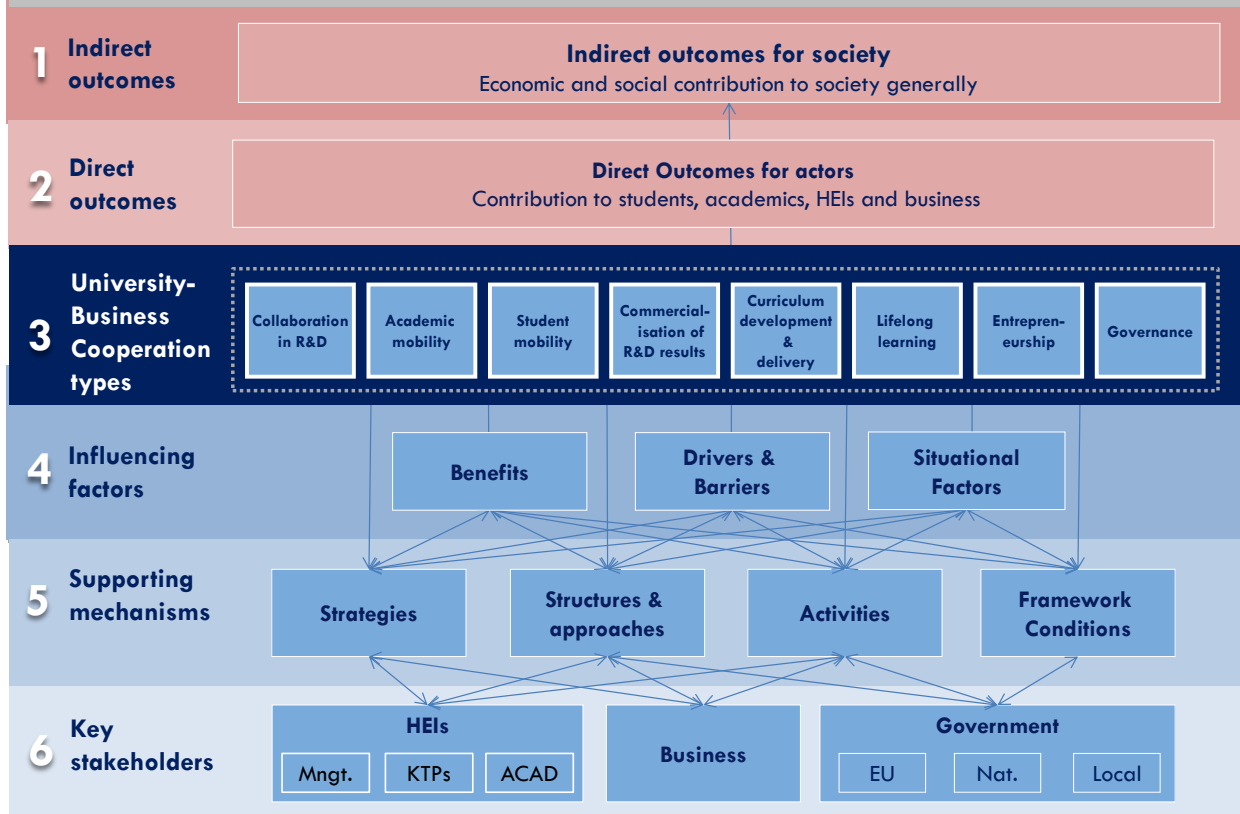 1
Indirect
outcomes
Indirect outcomes for society
Economic and social contribution to society generally
2
Direct
outcomes
Direct Outcomes for actors
Contribution to students, academics, HEIs and business
3
University-
Business
Cooperation
types
Collaboration
in R&D
Academic
mobility
Student
mobility
Commercial-
isation of
R&D results
Curriculum
development
&
delivery
Lifelong
learning
Entrepren-
eurship
Governance
4
Influencing
factors
Benefits
Drivers &
Barriers
Situational
Factors
5
Supporting
mechanisms
Strategies
Structures &
approaches
Activities
Framework
Conditions
6
Key
stakeholders
HEIs
Mngt.
KTPs
ACAD
Business
Government
EU
Nat.
Local